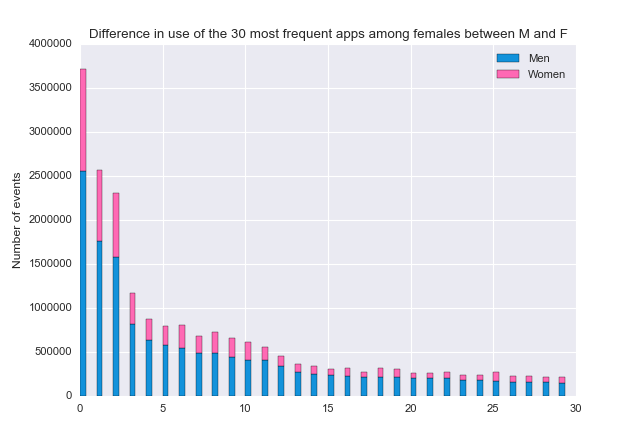 Difference in use of the 30 most frequent apps among females between M and F
Men
Women
Number of events
4000000
3500000
3000000
2500000
2000000
1500000
1000000
500000
0
0 5 10 15 20 25 30